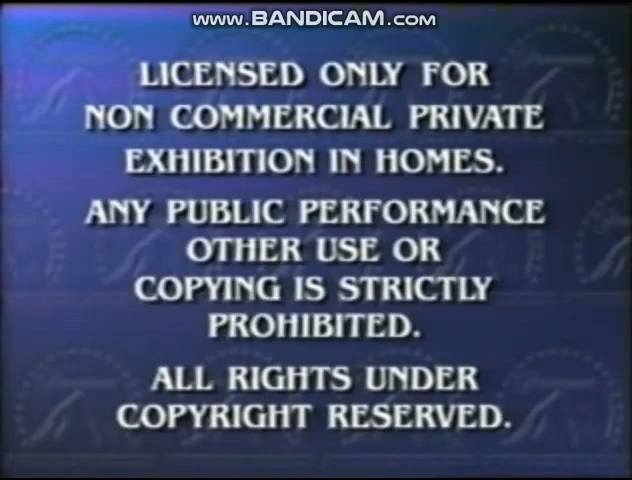 www.BANDICAM.com
LICENSED ONLY FOR
NON COMMERCIAL PRIVATE
EXHIBITION IN HOMES.
ANY PUBLIC PERFORMANCE
OTHER USE OR
COPYING IS STRICTLY
PROHIBITED.
ALL RIGHTS UNDER
COPYRIGHT RESERVED.